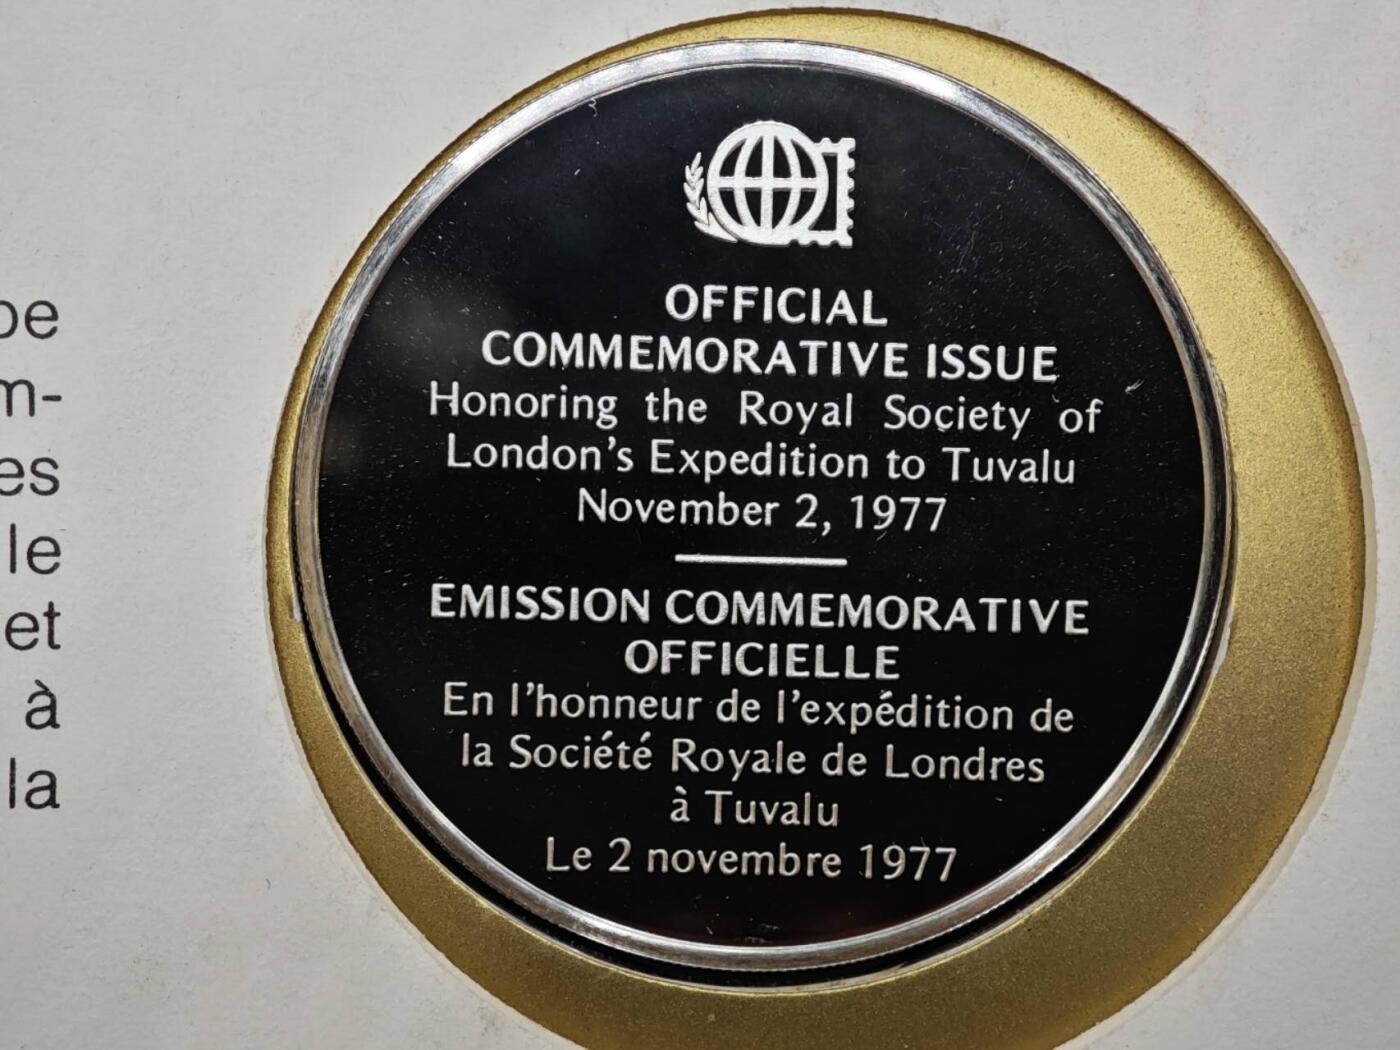 OFFICIAL
COMMEMORATIVE ISSUE
Honoring the Royal Society of
London's Expedition to Tuvalu
November 2, 1977
EMISSION COMMEMORATIVE
OFFICIELLE
En l'honneur de l'expédition de
la Société Royale de Londres
à Tuvalu
Le 2 novembre 1977
pe
m-
es
le
et
à
la